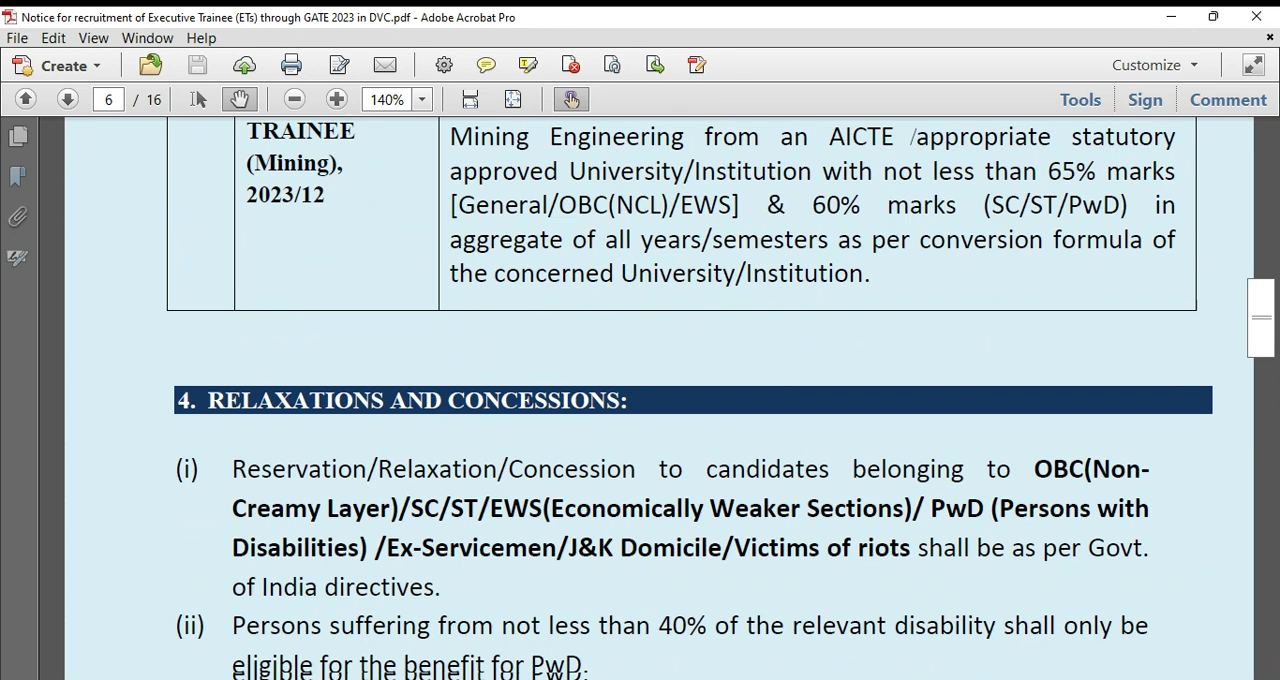 Notice for recruitment of Executive Trainee (ETs) through GATE 2023 in DVC.pdf - Adobe Acrobat Pro
File Edit View Window Help
Create Customize
6 / 16 140% Tools Sign Comment
TRAINEE
(Mining),
2023/12
Mining Engineering from an AICTE /appropriate statutory
approved University/Institution with not less than 65% marks
[General/OBC(NCL)/EWS] & 60% marks (SC/ST/PwD) in
aggregate of all years/semesters as per conversion formula of
the concerned University/Institution.
4. RELAXATIONS AND CONCESSIONS:
(i) Reservation/Relaxation/Concession to candidates belonging to OBC(Non-
Creamy Layer)/SC/ST/EWS(Economically Weaker Sections)/ PwD (Persons with
Disabilities) /Ex-Servicemen/J&K Domicile/Victims of riots shall be as per Govt.
of India directives.
(ii) Persons suffering from not less than 40% of the relevant disability shall only be
eligible for the benefit for PwD.